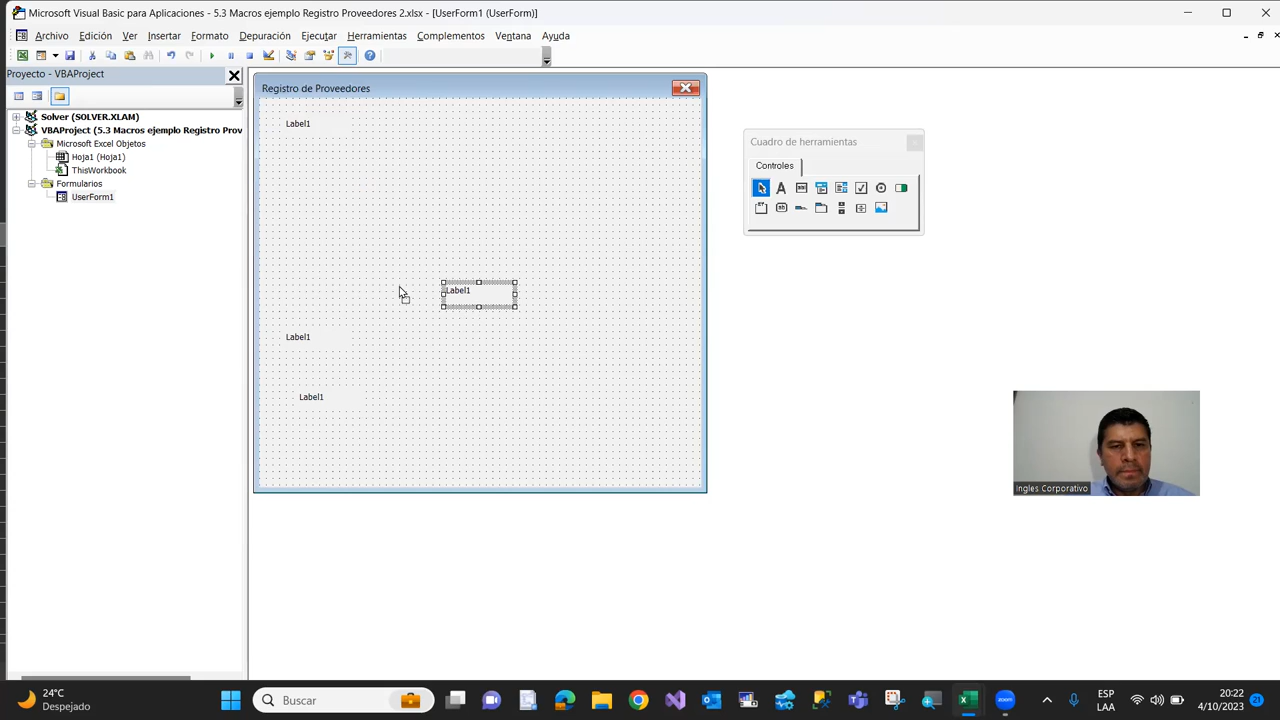 Microsoft Visual Basic para Aplicaciones - 5.3 Macros ejemplo Registro Proveedores 2.xlsx - [UserForm1 (UserForm)]
Archivo Edición Ver Insertar Formato Depuración Ejecutar Herramientas Complementos Ventana Ayuda
Proyecto - VBAProject
Solver (SOLVER.XLAM)
VBAProject (5.3 Macros ejemplo Registro Prov
Microsoft Excel Objetos
Hoja1 (Hoja1)
ThisWorkbook
Formularios
UserForm1
Registro de Proveedores
Label1
Label1
Label1
Label1
Cuadro de herramientas
Controles
Ingles Corporativo
24°C
Despejado
Buscar
ESP
LAA
20:22
4/10/2023
21